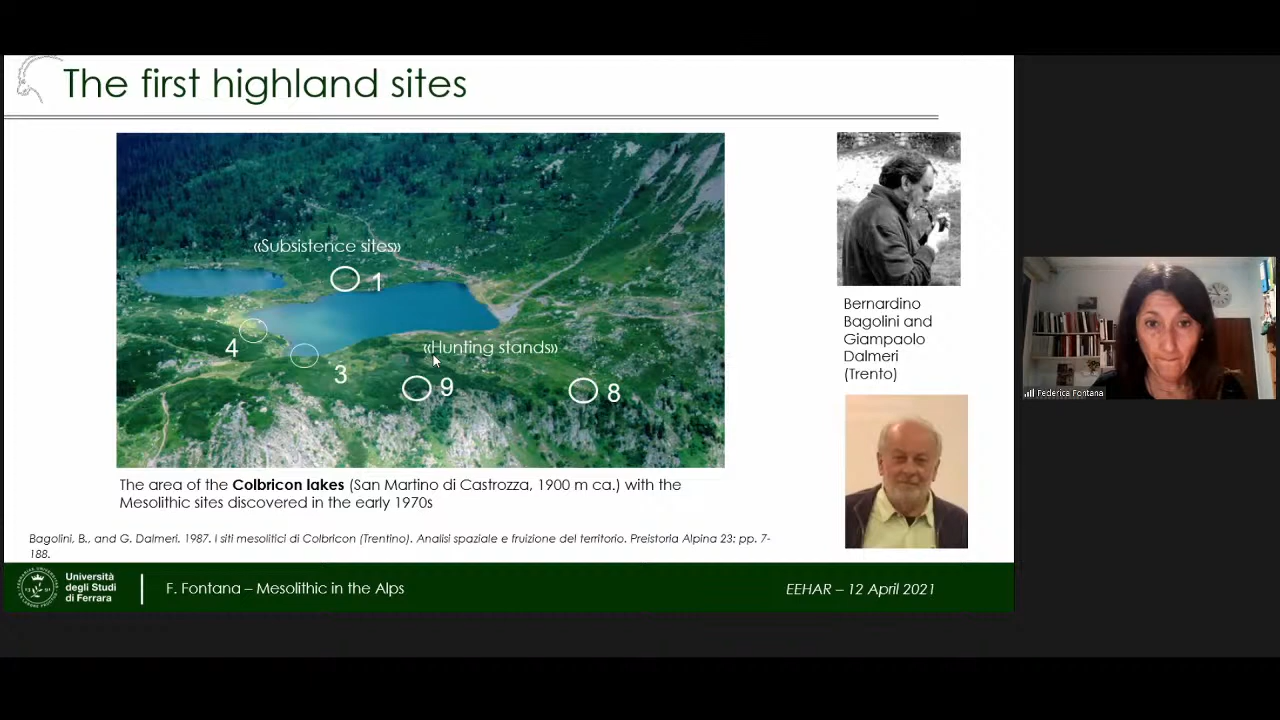 The first highland sites
«Subsistence sites»
1
4
3
«Hunting stands»
9
8
Bernardino
Bagolini and
Giampaolo
Dalmeri
(Trento)
The area of the Colbricon lakes (San Martino di Castrozza, 1900 m ca.) with the
Mesolithic sites discovered in the early 1970s
Bagolini, B., and G. Dalmeri. 1987. I siti mesolitici di Colbricon (Trentino). Analisi spaziale e fruizione del territorio. Preistoria Alpina 23: pp. 7-
188.
Università
degli Studi
di Ferrara
F. Fontana – Mesolithic in the Alps
EEHAR – 12 April 2021
Federica Fontana